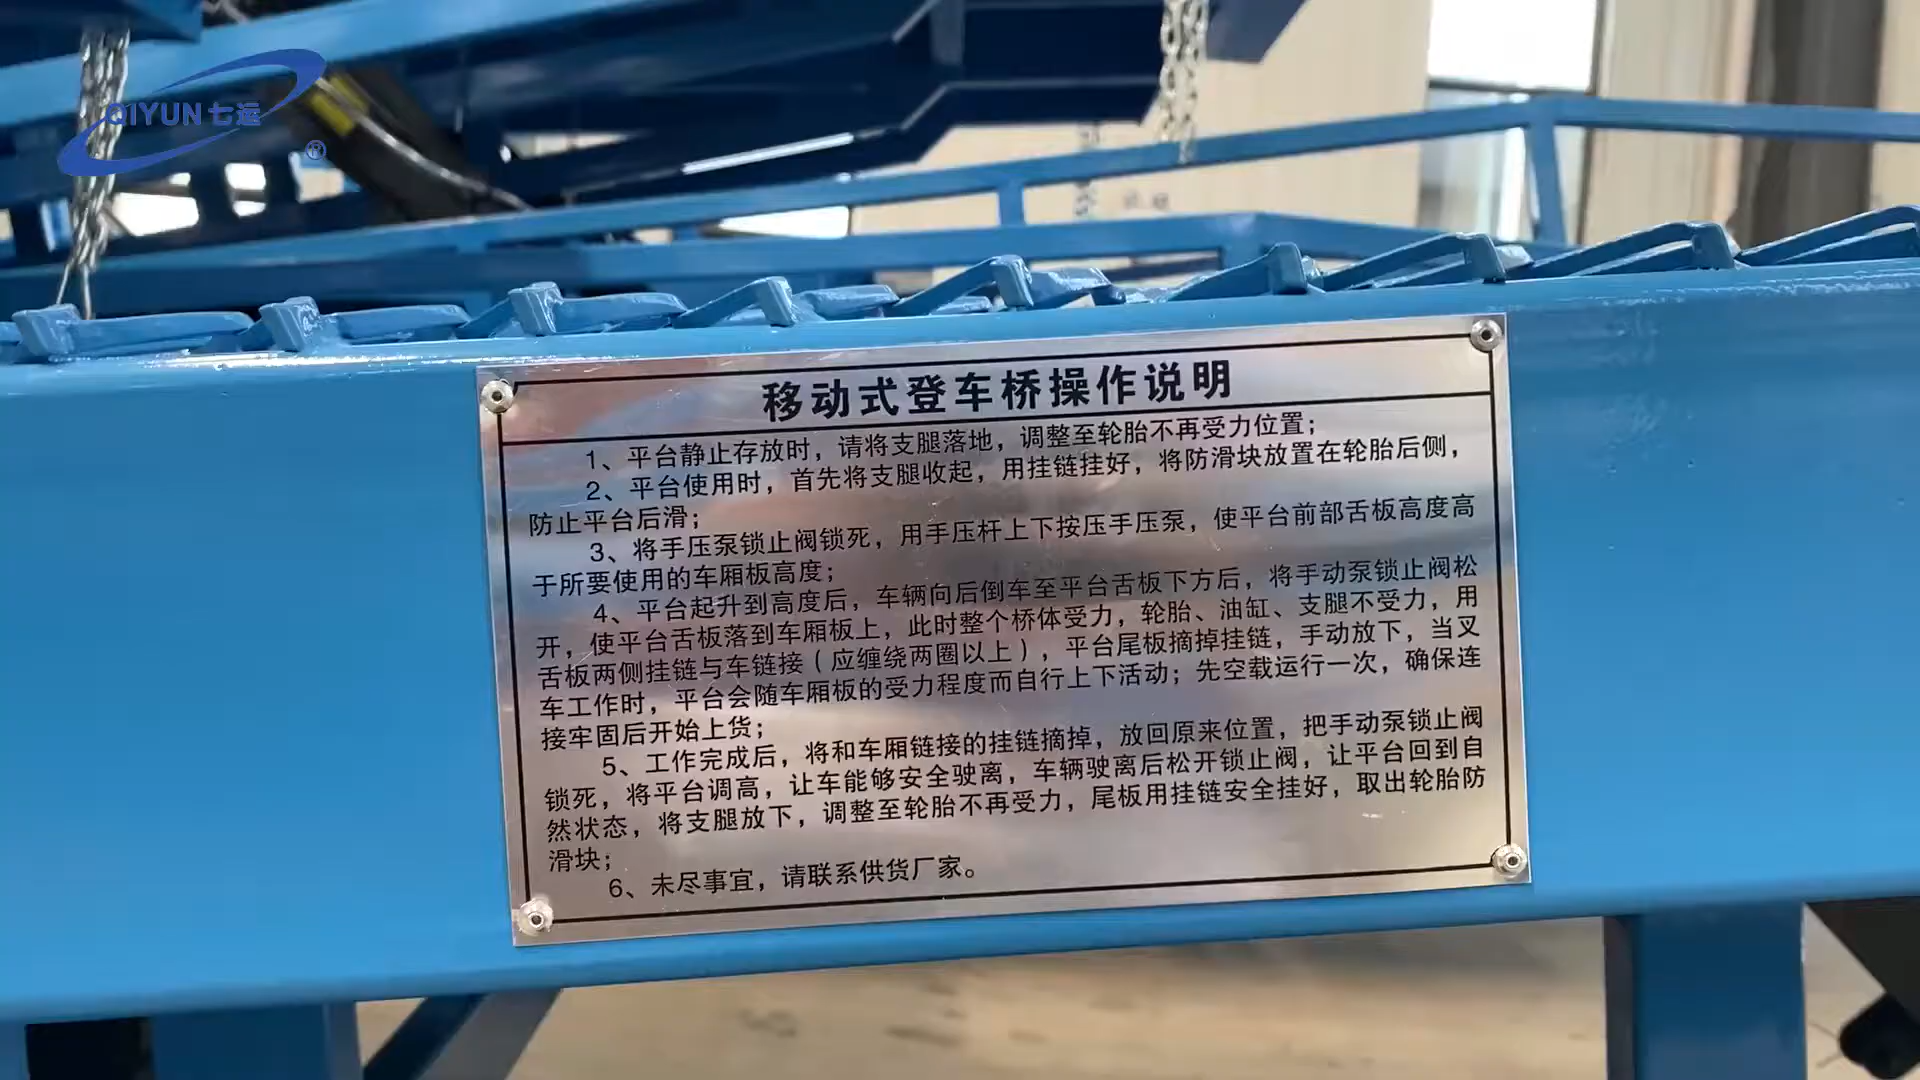 QIYUN七运
®
移动式登车桥操作说明
1、平台静止存放时，请将支腿落地，调整至轮胎不再受力位置；
2、平台使用时，首先将支腿收起，用挂链挂好，将防滑块放置在轮胎后侧，
防止平台后滑；
3、将手压泵锁止阀锁死，用手压杆上下按压手压泵，使平台前部舌板高度高
于所要使用的车厢板高度；
4、平台起升到高度后，车辆向后倒车至平台舌板下方后，将手动泵锁止阀松
开，使平台舌板落到车厢板上，此时整个桥体受力，轮胎、油缸、支腿不受力，用
舌板两侧挂链与车链接（应缠绕两圈以上），平台尾板摘掉挂链，手动放下，当叉
车工作时，平台会随车厢板的受力程度而自行上下活动；先空载运行一次，确保连
接牢固后开始上货；
5、工作完成后，将和车厢链接的挂链摘掉，放回原来位置，把手动泵锁止阀
锁死，将平台调高，让车能够安全驶离，车辆驶离后松开锁止阀，让平台回到自
然状态，将支腿放下，调整至轮胎不再受力，尾板用挂链安全挂好，取出轮胎防
滑块；
6、未尽事宜，请联系供货厂家。